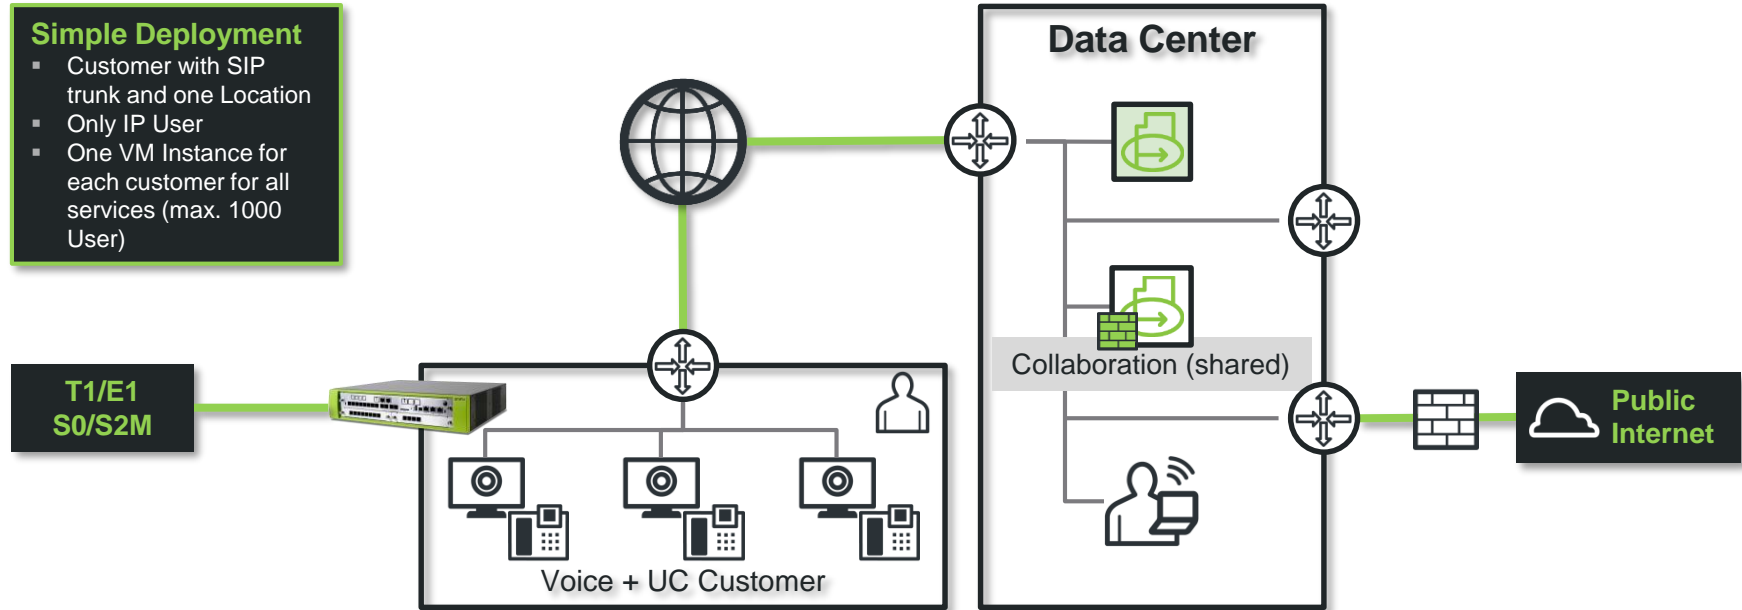 Simple Deployment
▪ Customer with SIP
trunk and one Location
▪ Only IP User
▪ One VM Instance for
each customer for all
services (max. 1000
User)
Data Center
Collaboration (shared)
T1/E1
S0/S2M
Public
Internet
Voice + UC Customer